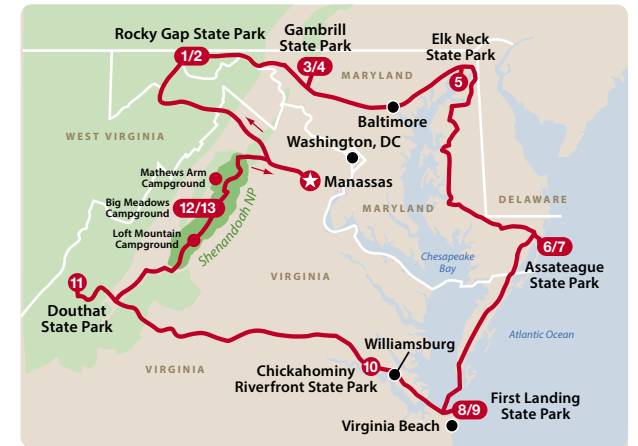 Rocky Gap State Park
1/2
Gambrill
State Park
3/4
Elk Neck
State Park
5
MARYLAND
Baltimore
WEST VIRGINIA
Washington, DC
Mathews Arm
Campground
Manassas
Big Meadows
Campground
12/13
MARYLAND
DELAWARE
Loft Mountain
Campground
Shenandoah NP
6/7
Assateague
State Park
Chesapeake
Bay
VIRGINIA
11
Douthat
State Park
Atlantic Ocean
Williamsburg
VIRGINIA
10
Chickahominy
Riverfront State Park
8/9
First Landing
State Park
Virginia Beach